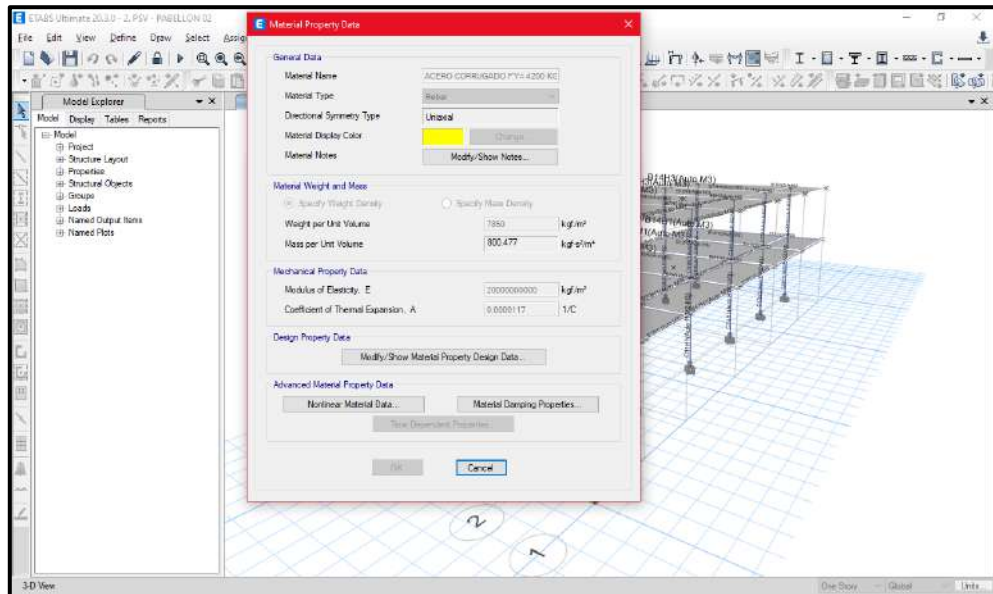 ETABS Ultimate 20.3.0 - 2. PSV - PABELLON 02
File Edit View Define Draw Select Assig
Model Explorer
Model Display Tables Reports
Model
Project
Structure Layout
Properties
Structural Objects
Groups
Loads
Named Output Items
Named Plots
Material Property Data
General Data
Material Name ACERO CORRUGADO FY= 4200 KG
Material Type Rebar
Directional Symmetry Type Uniaxial
Material Display Color Change...
Material Notes Modify/Show Notes...
Material Weight and Mass
Specify Weight Density Specify Mass Density
Weight per Unit Volume 7850 kgf/m³
Mass per Unit Volume 800.477 kgf-s²/m⁴
Mechanical Property Data
Modulus of Elasticity, E 20000000000 kgf/m²
Coefficient of Thermal Expansion, A 0.0000117 1/C
Design Property Data
Modify/Show Material Property Design Data...
Advanced Material Property Data
Nonlinear Material Data... Material Damping Properties...
Time Dependent Properties...
OK Cancel
2
1
3-D View One Story Global Units...